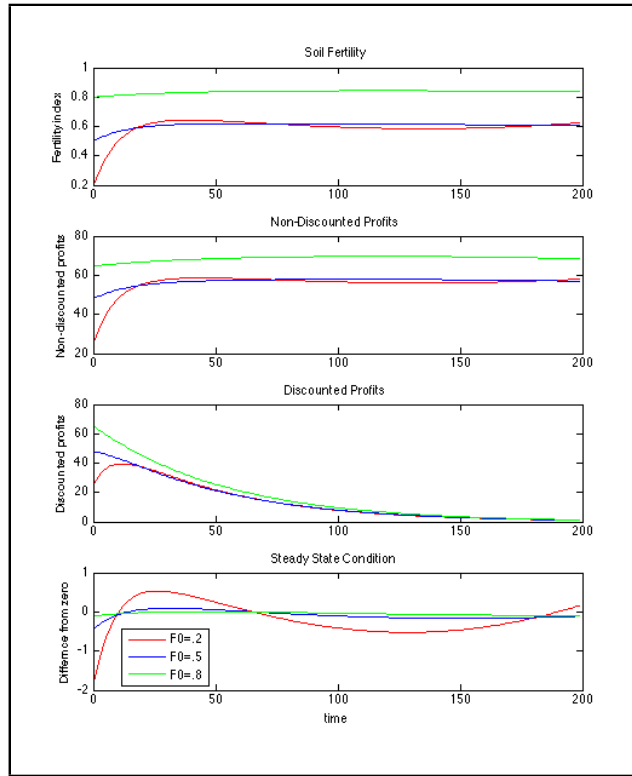 Soil Fertility
Fertility index
1
0.8
0.6
0.4
0.2
0 50 100 150 200
Non-Discounted Profits
Non-discounted profits
80
60
40
20
0 50 100 150 200
Discounted Profits
Discounted profits
80
60
40
20
0
0 50 100 150 200
Steady State Condition
Differnce from zero
1
0
-1
-2
F0=.2
F0=.5
F0=.8
0 50 100 150 200
time